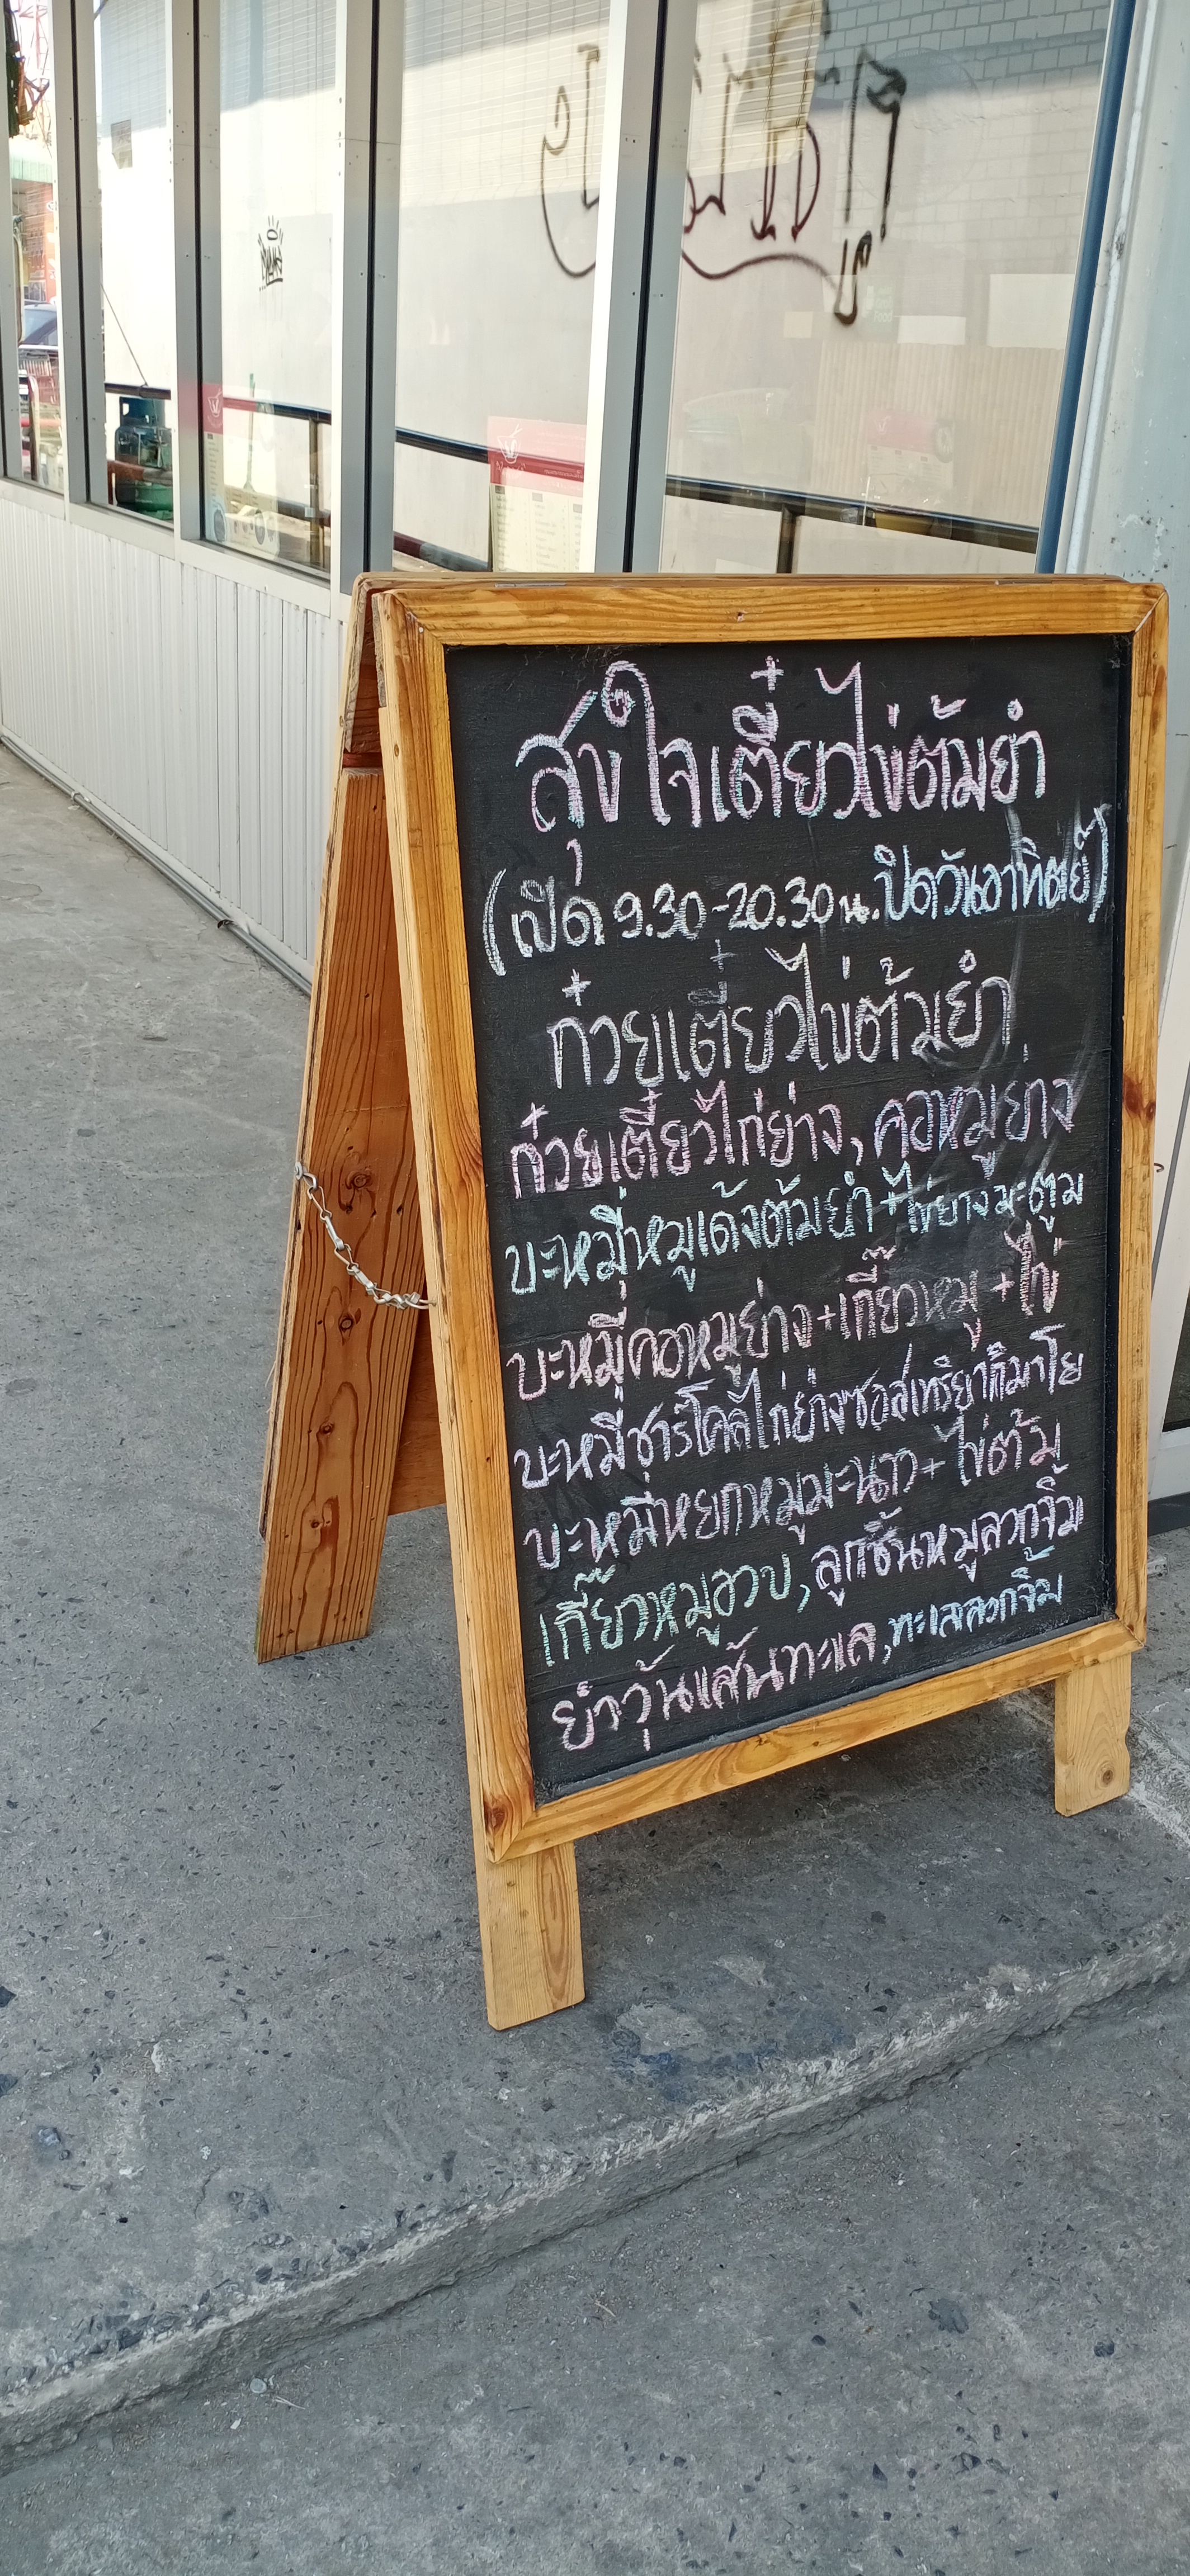 สุขใจเตี๋ยวไข่ต้มยำ
(เปิด 9.30-20.30 น. ปิดวันอาทิตย์)
ก๋วยเตี๋ยวไข่ต้มยำ
ก๋วยเตี๋ยวไก่ย่าง, คอหมูย่าง
บะหมี่หมูเด้งต้มยำ+ไข่ยางมะตูม
บะหมี่คอหมูย่าง+เกี๊ยวหมู+ไข่
บะหมี่ชาร์โคลไก่ย่างซอสเทริยากิมาโย
บะหมี่หยกหมูมะนาว+ไข่ต้ม
เกี๊ยวหมูอวบ, ลูกชิ้นหมูลวกจิ้ม
ยำวุ้นเส้นทะเล, ทะเลลวกจิ้ม